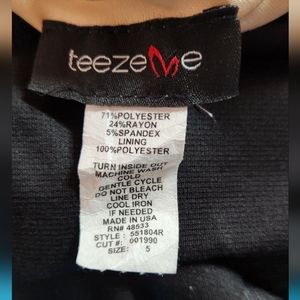 teezeme
71%POLYESTER
24%RAYON
5%SPANDEX
LINING
100%POLYESTER
TURN INSIDE OUT
MACHINE WASH
COLD
GENTLE CYCLE
DO NOT BLEACH
LINE DRY
COOL IRON
IF NEEDED
MADE IN USA
RN# 48533
STYLE : 551804R
CUT #: 001990
SIZE: 5